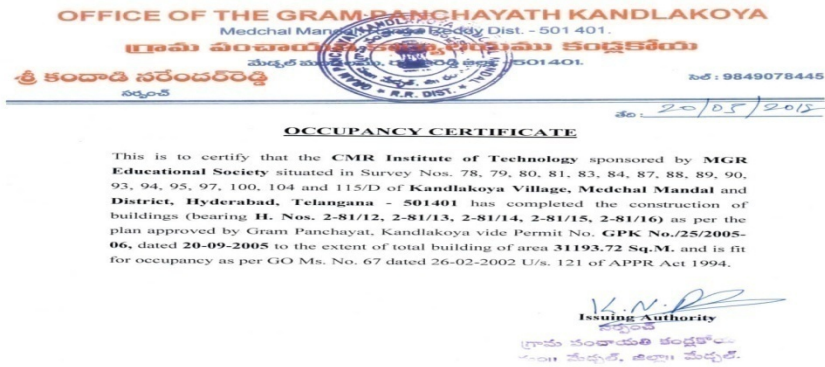 OFFICE OF THE GRAM PANCHAYATH KANDLAKOYA
Medchal Mandal Ranga Reddy Dist. - 501 401.
గ్రామ పంచాయతి కార్యాలయము కండ్లకోయ
మేడ్చల్ మండలము, రంగారెడ్డి జిల్లా 501401.
శ్రీ కందాడి నరేందర్‌రెడ్డి
సర్పంచ్
సెల్ : 9849078445
R.R. DIST.
తేది : 20/05/2018
OCCUPANCY CERTIFICATE
This is to certify that the CMR Institute of Technology sponsored by MGR
Educational Society situated in Survey Nos. 78, 79, 80, 81, 83, 84, 87, 88, 89, 90,
93, 94, 95, 97, 100, 104 and 115/D of Kandlakoya Village, Medchal Mandal and
District, Hyderabad, Telangana - 501401 has completed the construction of
buildings (bearing H. Nos. 2-81/12, 2-81/13, 2-81/14, 2-81/15, 2-81/16) as per the
plan approved by Gram Panchayat, Kandlakoya vide Permit No. GPK No./25/2005-
06, dated 20-09-2005 to the extent of total building of area 31193.72 Sq.M. and is fit
for occupancy as per GO Ms. No. 67 dated 26-02-2002 U/s. 121 of APPR Act 1994.
Issuing Authority
సర్పంచ్
గ్రామ పంచాయతి కండ్లకోయ
మేడ్చల్, జిల్లా॥ మేడ్చల్.